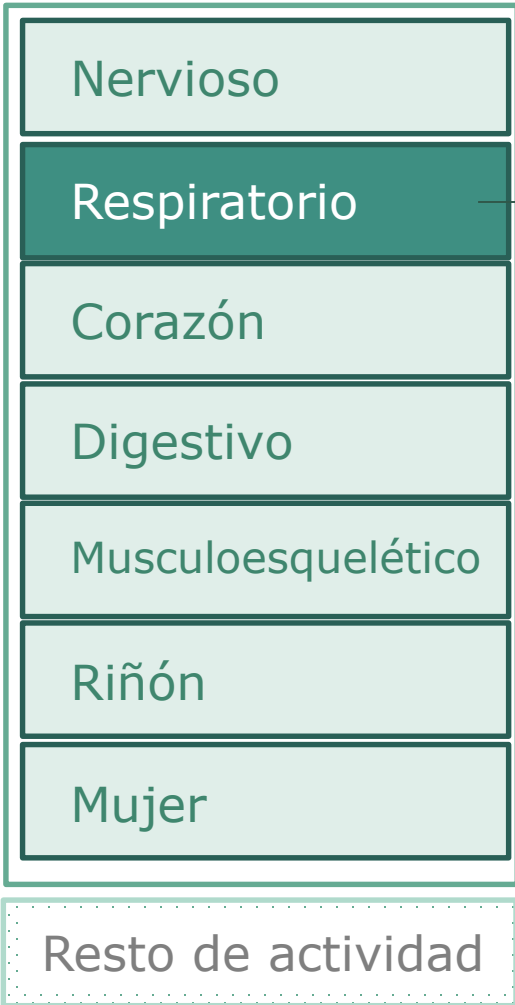 Nervioso
Respiratorio
Corazón
Digestivo
Musculoesquelético
Riñón
Mujer
Resto de actividad